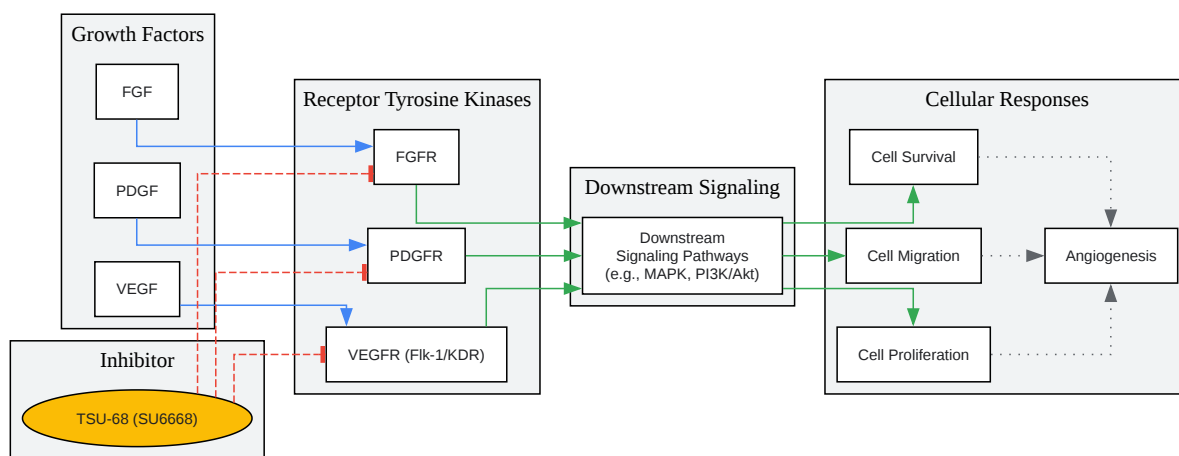 Growth Factors
FGF
PDGF
VEGF
Inhibitor
TSU-68 (SU6668)
Receptor Tyrosine Kinases
FGFR
PDGFR
VEGFR (Flk-1/KDR)
Downstream Signaling
Downstream
Signaling Pathways
(e.g., MAPK, PI3K/Akt)
Cellular Responses
Cell Survival
Cell Migration
Cell Proliferation
Angiogenesis